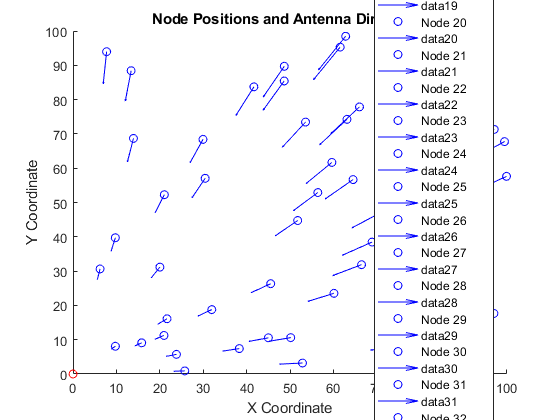 Node Positions and Antenna Dir
100
90
80
70
60
50
40
30
20
10
0
Y Coordinate
0 10 20 30 40 50 60 7 100
X Coordinate
data19
Node 20
data20
Node 21
data21
Node 22
data22
Node 23
data23
Node 24
data24
Node 25
data25
Node 26
data26
Node 27
data27
Node 28
data28
Node 29
data29
Node 30
data30
Node 31
data31
Node 32